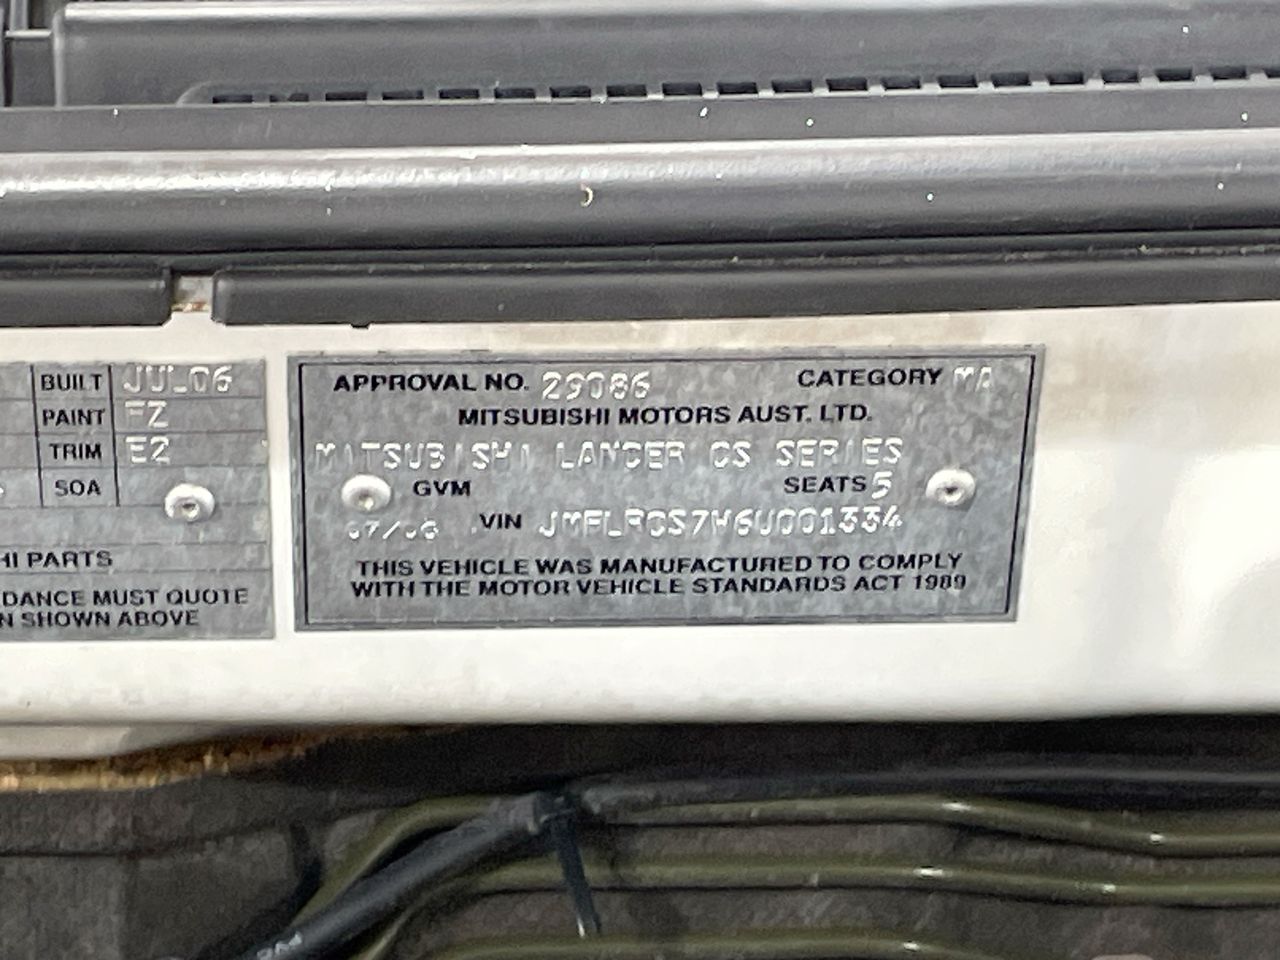 BUILT JUL06
PAINT
TRIM E2
SOA
HI PARTS
DANCE MUST QUOTE
N SHOWN ABOVE
APPROVAL NO. 29086 CATEGORY MA
MITSUBISHI MOTORS AUST. LTD.
MITSUBISHI LANCER CS SERIES
GVM SEATS 5
07/06 VIN
THIS VEHICLE WAS MANUFACTURED TO COMPLY
WITH THE MOTOR VEHICLE STANDARDS ACT 1989